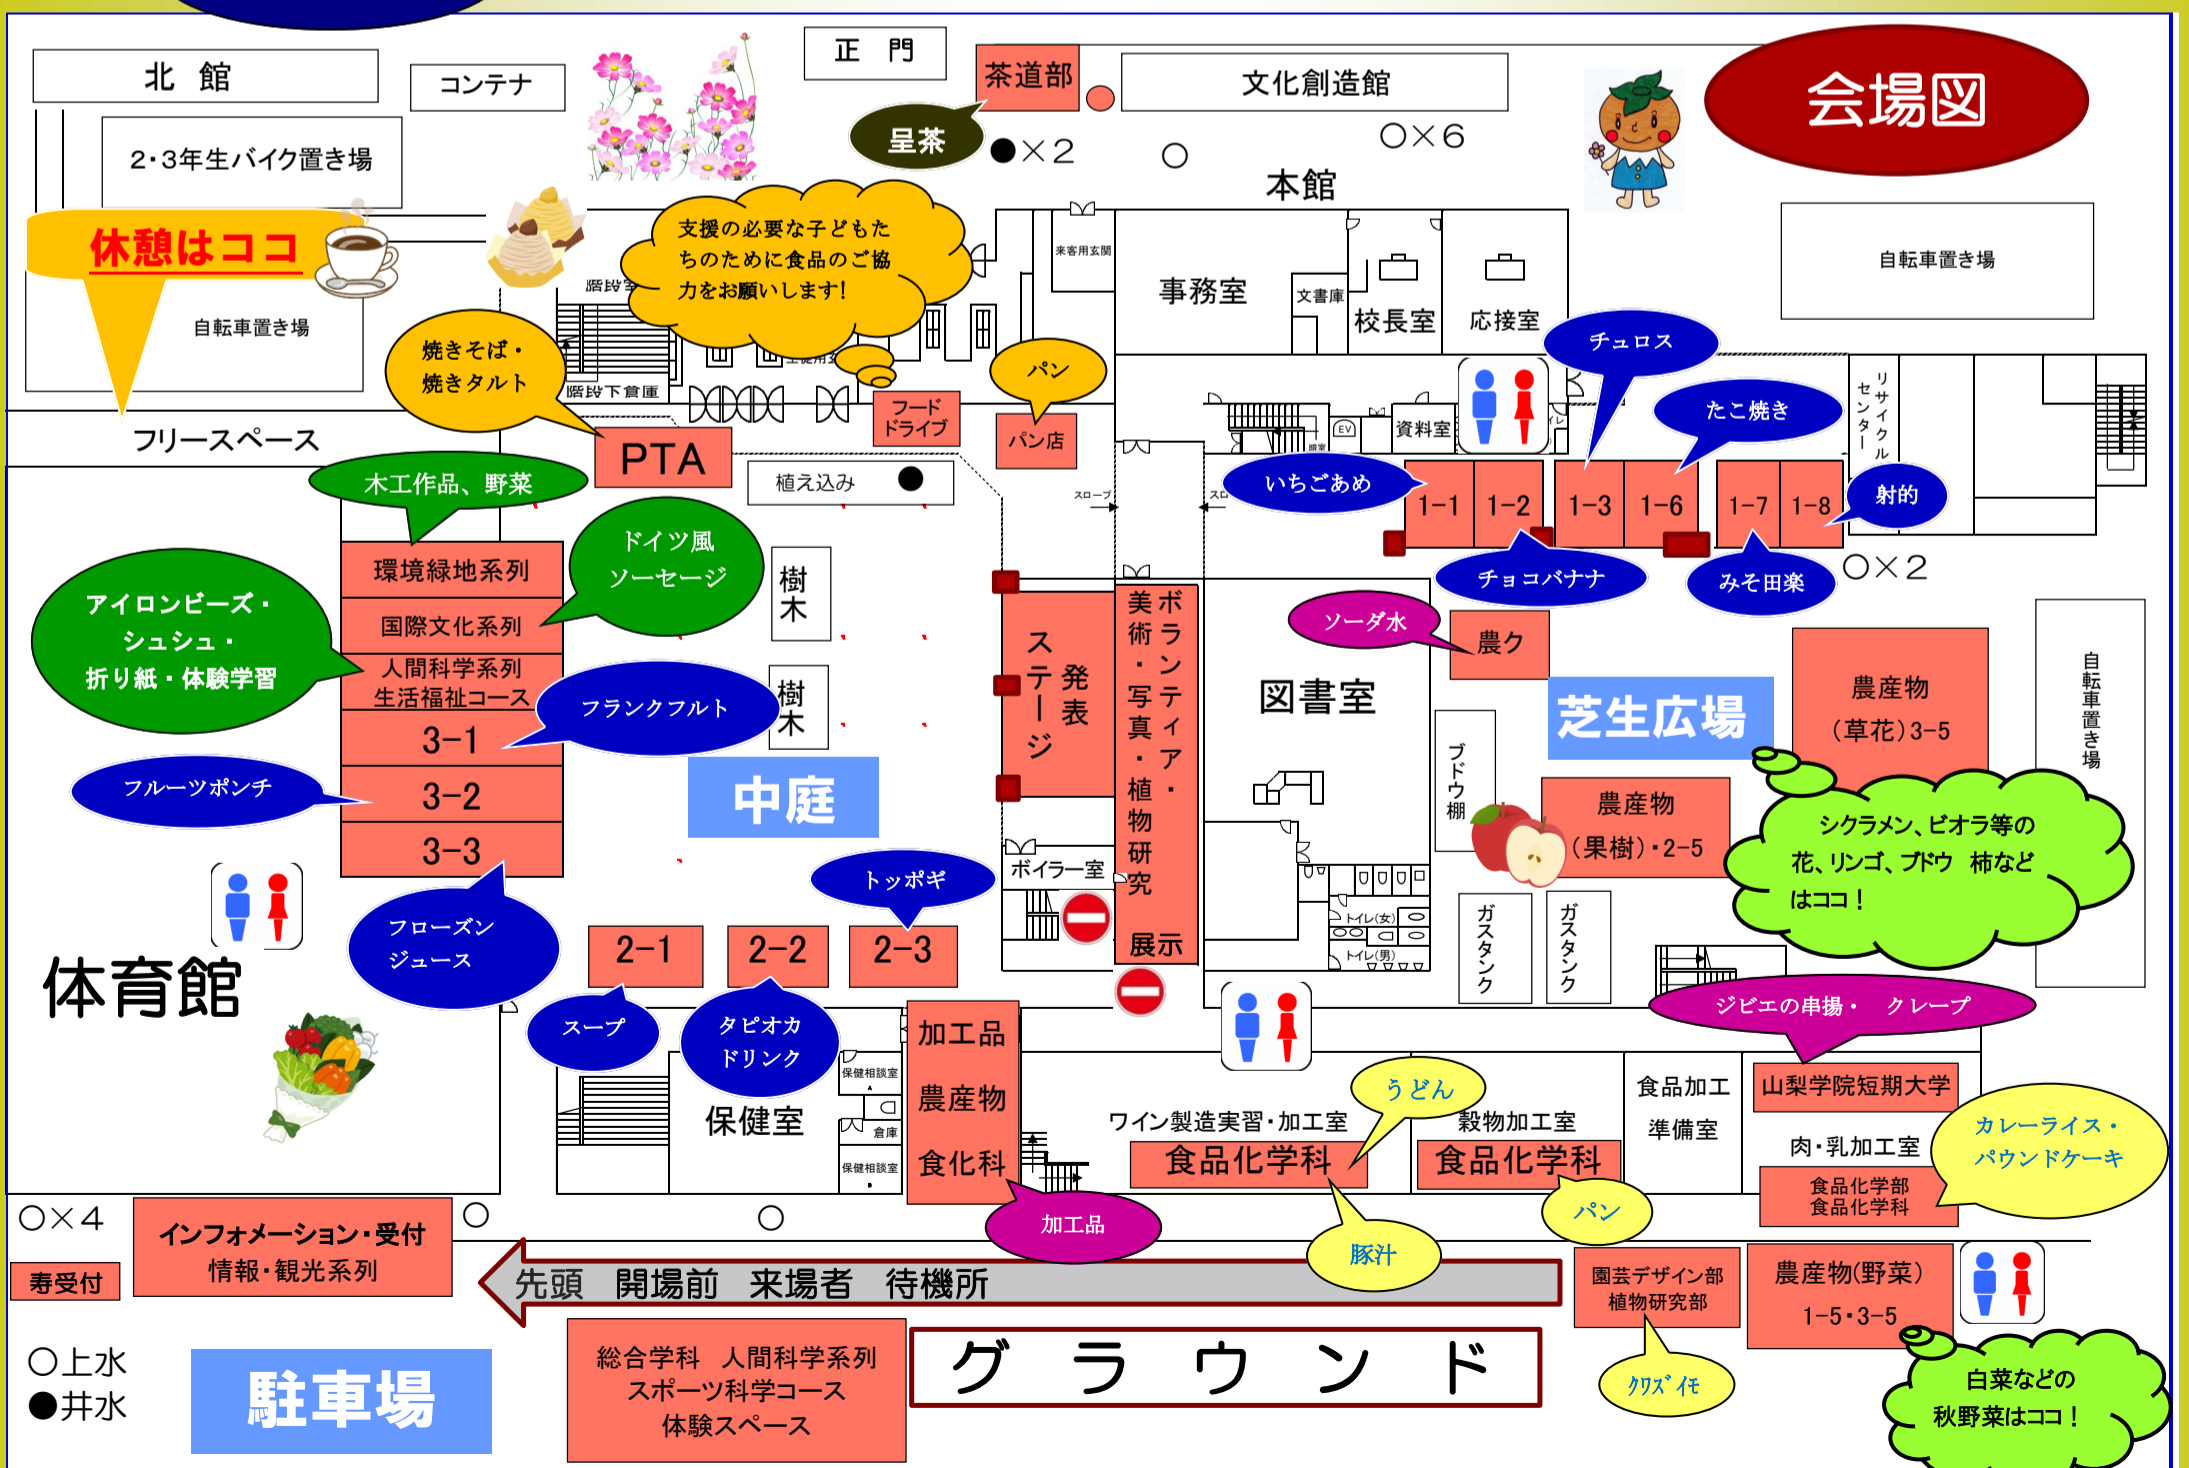 会場図
正　門
北　館
コンテナ
茶道部
文化創造館
呈茶
●×2
○
○×6
2・3年生バイク置き場
本館
休憩はココ
自転車置き場
支援の必要な子どもた
ちのために食品のご協
力をお願いします!
来客用玄関
事務室
文書庫
校長室
応接室
自転車置き場
チュロス
焼きそば・
焼きタルト
階段下倉庫
パン
たこ焼き
リサイクル
センター
フード
ドライブ
パン店
EV
資料室
フリースペース
PTA
植え込み
●
木工作品、野菜
スロープ
いちごあめ
1-1
1-2
1-3
1-6
1-7
1-8
射的
チョコバナナ
みそ田楽
○×2
環境緑地系列
国際文化系列
人間科学系列
生活福祉コース
3-1
3-2
3-3
ドイツ風
ソーセージ
アイロンビーズ・
シュシュ・
折り紙・体験学習
フランクフルト
フルーツポンチ
フローズン
ジュース
樹木
樹木
中庭
ステージ
発表
ボランティア・
美術・写真・植物研究
展示
図書室
ソーダ水
農ク
芝生広場
ブドウ棚
農産物
(草花)3-5
自転車置き場
農産物
(果樹)・2-5
シクラメン、ビオラ等の
花、リンゴ、ブドウ　柿など
はココ！
ボイラー室
トッポギ
2-1
2-2
2-3
スープ
タピオカ
ドリンク
トイレ(女)
トイレ(男)
ガスタンク
ガスタンク
体育館
ジビエの串揚・　クレープ
加工品
農産物
食化科
保健相談室
保健室
倉庫
保健相談室
ワイン製造実習・加工室
食品化学科
うどん
穀物加工室
食品化学科
食品加工
準備室
山梨学院短期大学
肉・乳加工室
食品化学部
食品化学科
カレーライス・
パウンドケーキ
加工品
豚汁
パン
○×4
インフォメーション・受付
情報・観光系列
○
○
寿受付
先頭　開場前　来場者　待機所
園芸デザイン部
植物研究部
農産物(野菜)
1-5・3-5
クワズイモ
白菜などの
秋野菜はココ！
○上水
●井水
駐車場
総合学科　人間科学系列
スポーツ科学コース
体験スペース
グラウンド